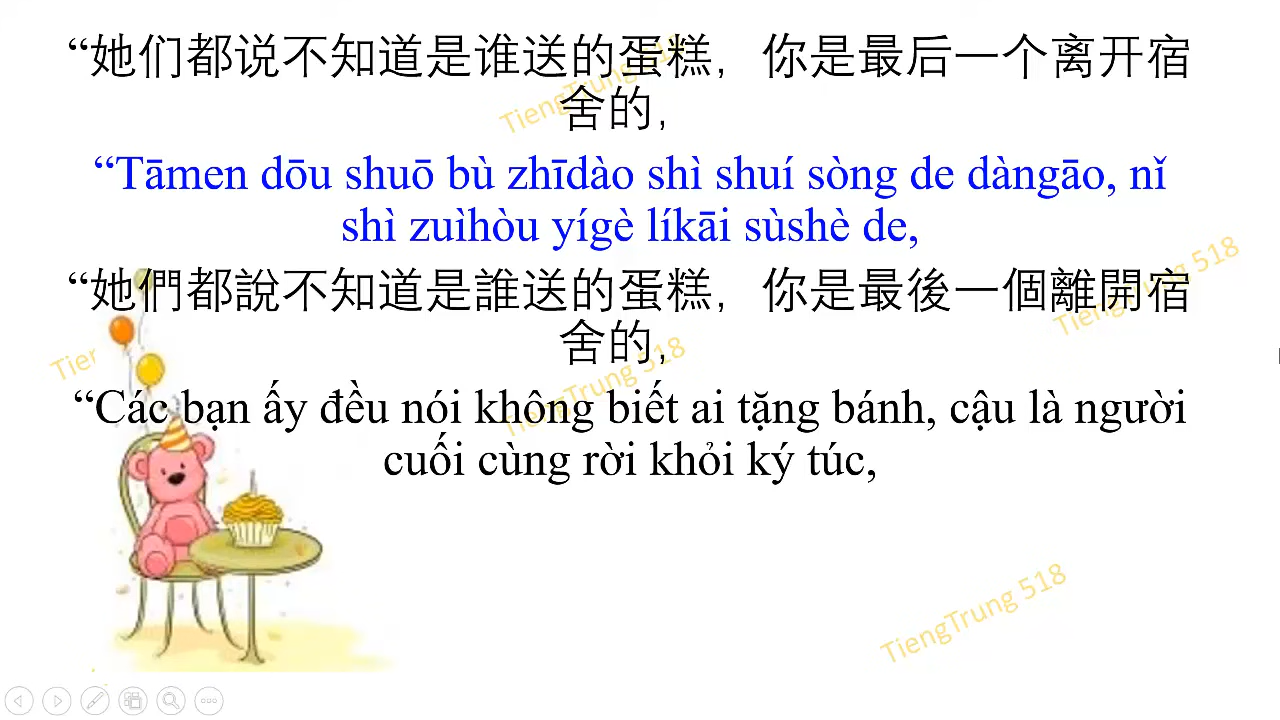 “她们都说不知道是谁送的蛋糕，你是最后一个离开宿
舍的，
“Tāmen dōu shuō bù zhīdào shì shuí sòng de dàngāo, nǐ
shì zuìhòu yígè líkāi sùshè de,
“她們都說不知道是誰送的蛋糕，你是最後一個離開宿
舍的，
“Các bạn ấy đều nói không biết ai tặng bánh, cậu là người
cuối cùng rời khỏi ký túc,
TiengTrung 518
TiengTrung 518
Tier
TiengTrung 518
TiengTrung 518